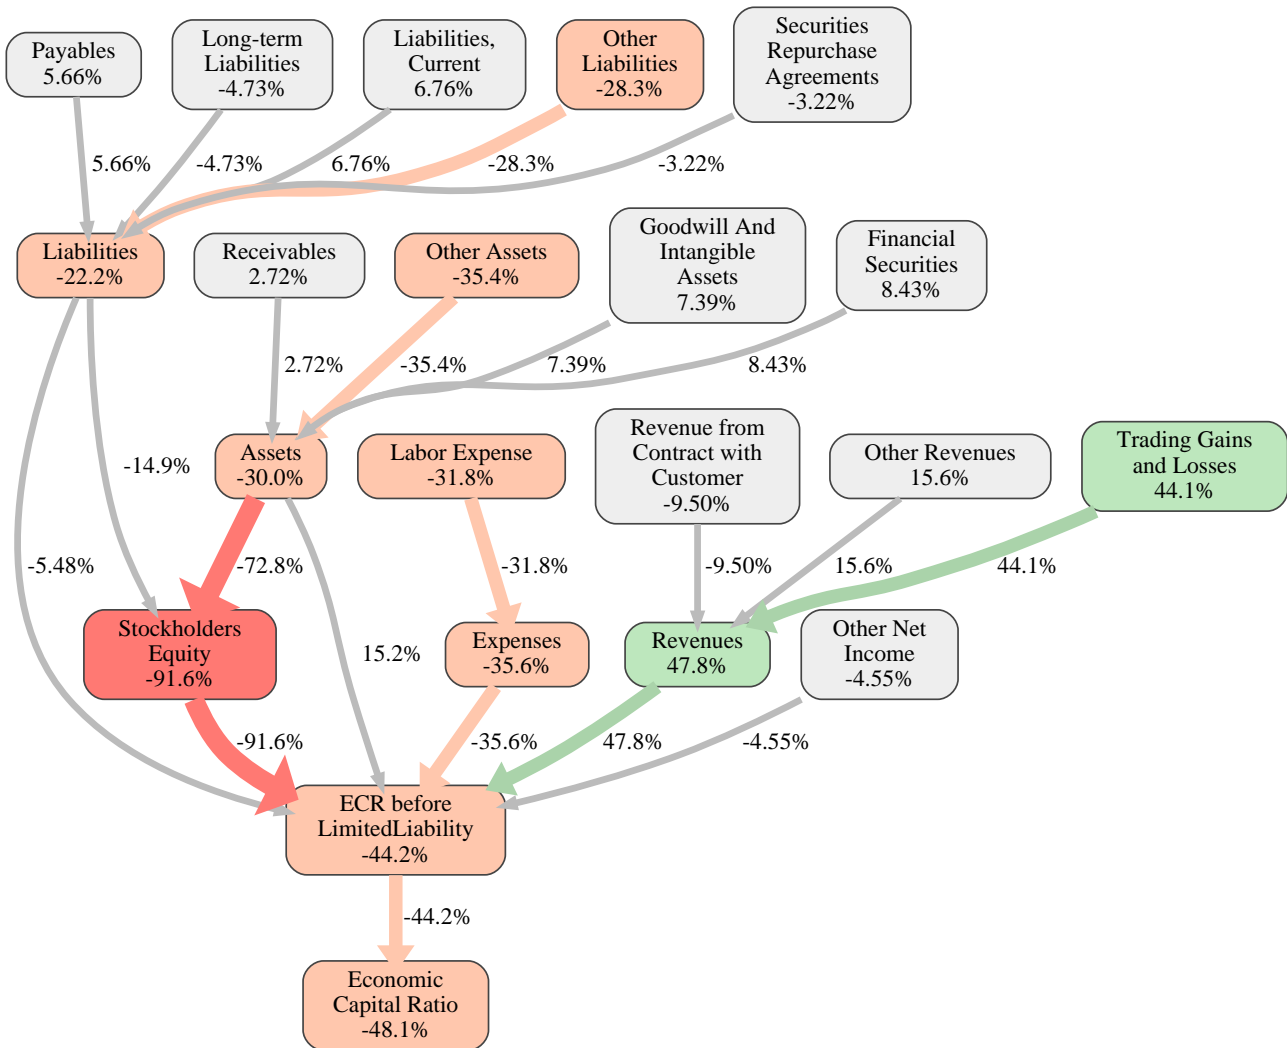 Payables
5.66%
Long-term
Liabilities
-4.73%
Liabilities,
Current
6.76%
Other
Liabilities
-28.3%
Securities
Repurchase
Agreements
-3.22%
5.66%
-4.73%
6.76%
-28.3%
-3.22%
Liabilities
-22.2%
Receivables
2.72%
Other Assets
-35.4%
Goodwill And
Intangible
Assets
7.39%
Financial
Securities
8.43%
2.72%
-35.4%
7.39%
8.43%
-14.9%
Assets
-30.0%
Labor Expense
-31.8%
Revenue from
Contract with
Customer
-9.50%
Other Revenues
15.6%
Trading Gains
and Losses
44.1%
-5.48%
-72.8%
-31.8%
-9.50%
15.6%
44.1%
Stockholders
Equity
-91.6%
15.2%
Expenses
-35.6%
Revenues
47.8%
Other Net
Income
-4.55%
-91.6%
-35.6%
47.8%
-4.55%
ECR before
LimitedLiability
-44.2%
-44.2%
Economic
Capital Ratio
-48.1%